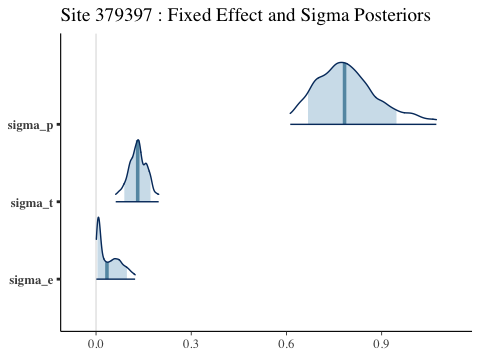 Site 379397 : Fixed Effect and Sigma Posteriors
sigma_p
sigma_t
sigma_e
0.0 0.3 0.6 0.9